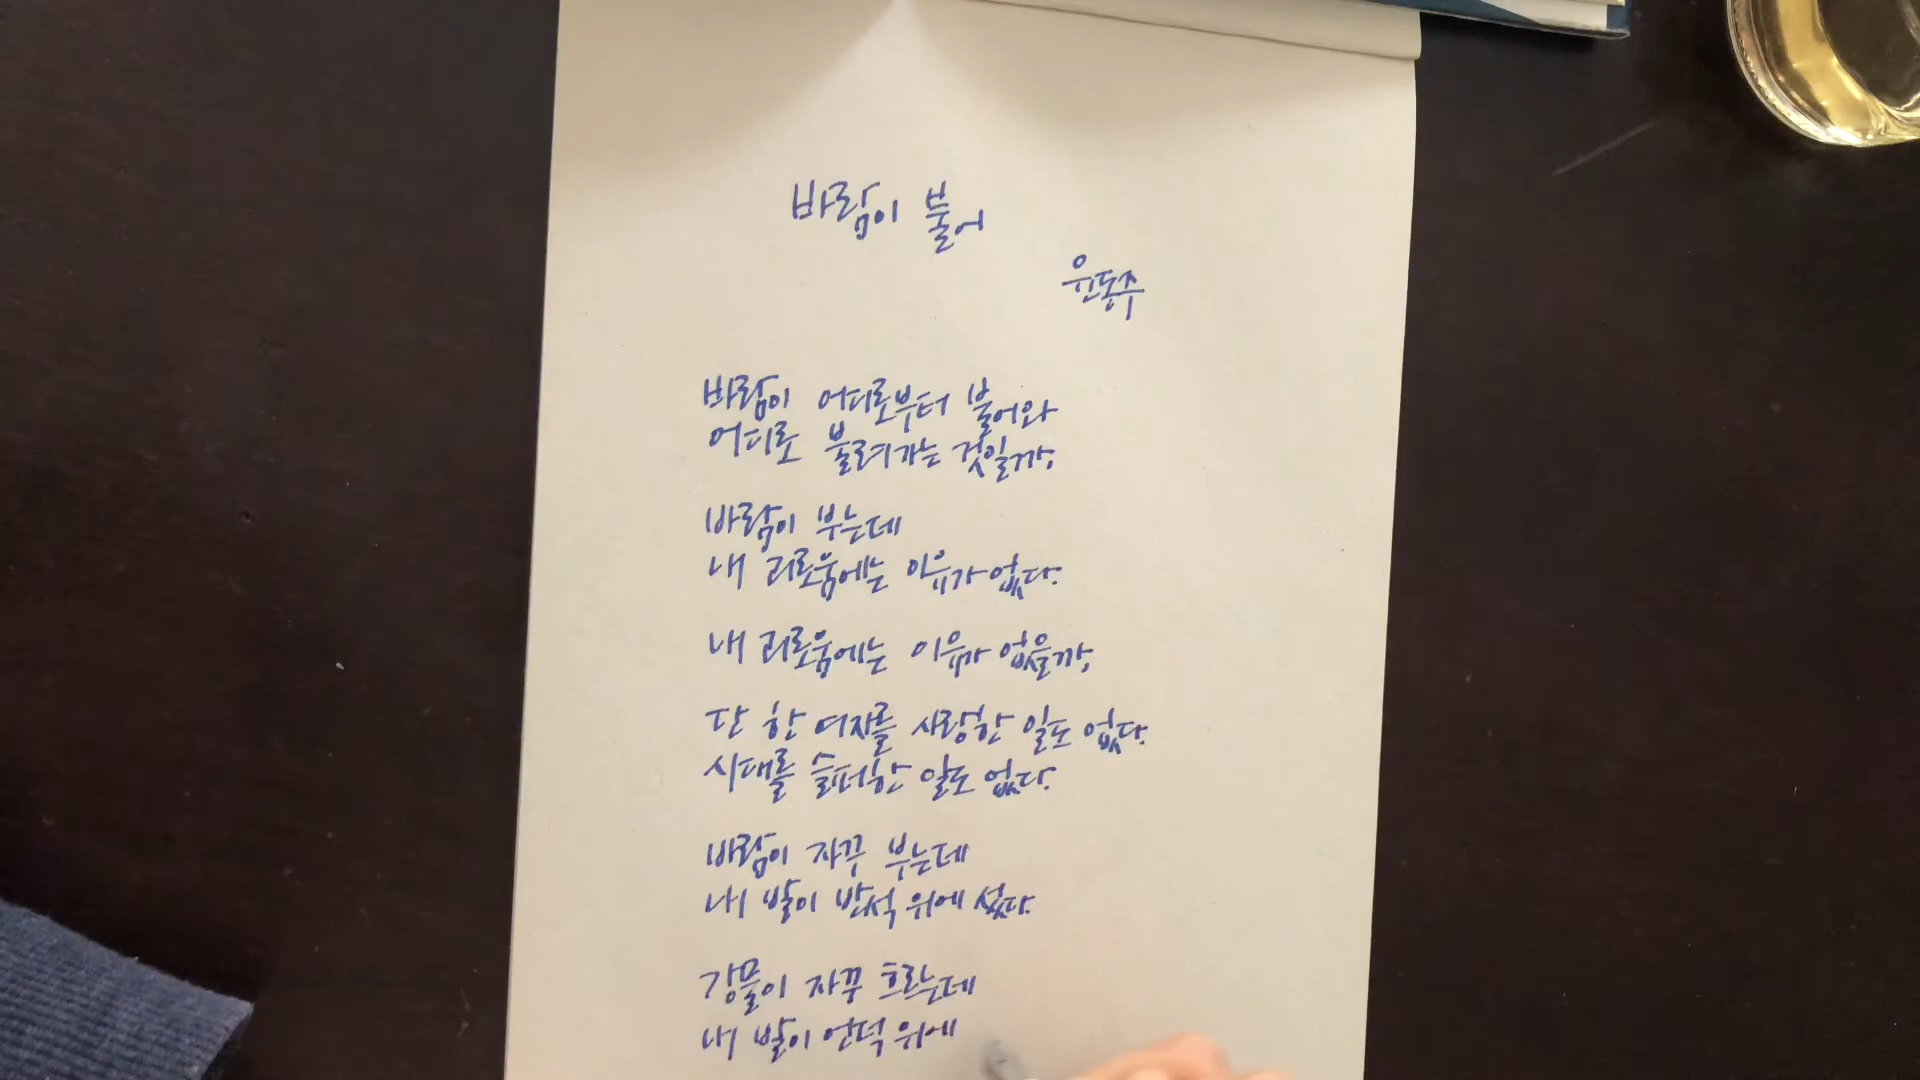 바람이 불어
윤동주
바람이 어디로부터 불어와
어디로 불려가는 것일까,
바람이 부는데
내 괴로움에는 이유가 없다.
내 괴로움에는 이유가 없을까,
단 한 여자를 사랑한 일도 없다.
시대를 슬퍼한 일도 없다.
바람이 자꾸 부는데
내 발이 반석 위에 섰다.
강물이 자꾸 흐르는데
내 발이 언덕 위에